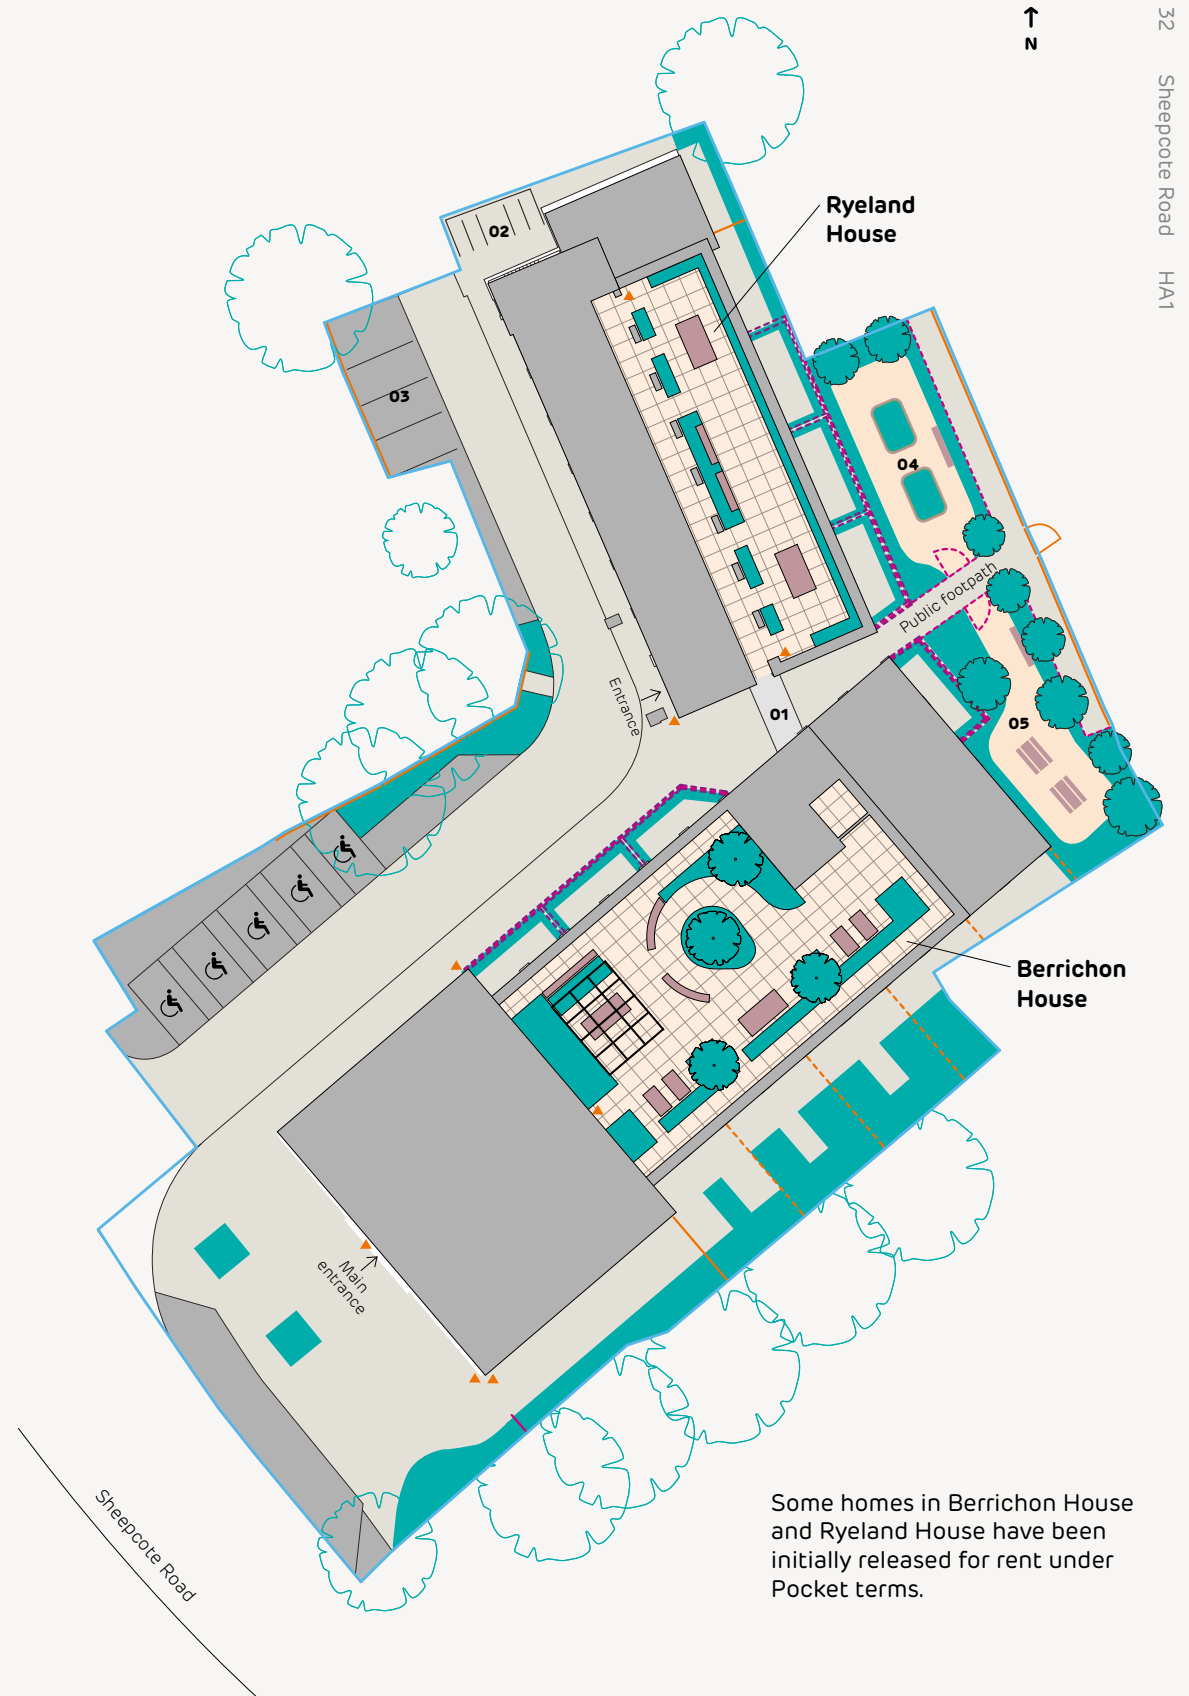 32 Sheepcote Road HA1
N
Ryeland
House
02
03
04
Public footpath
Entrance
01
05
Berrichon
House
Main
entrance
Sheepcote Road
Some homes in Berrichon House
and Ryeland House have been
initially released for rent under
Pocket terms.